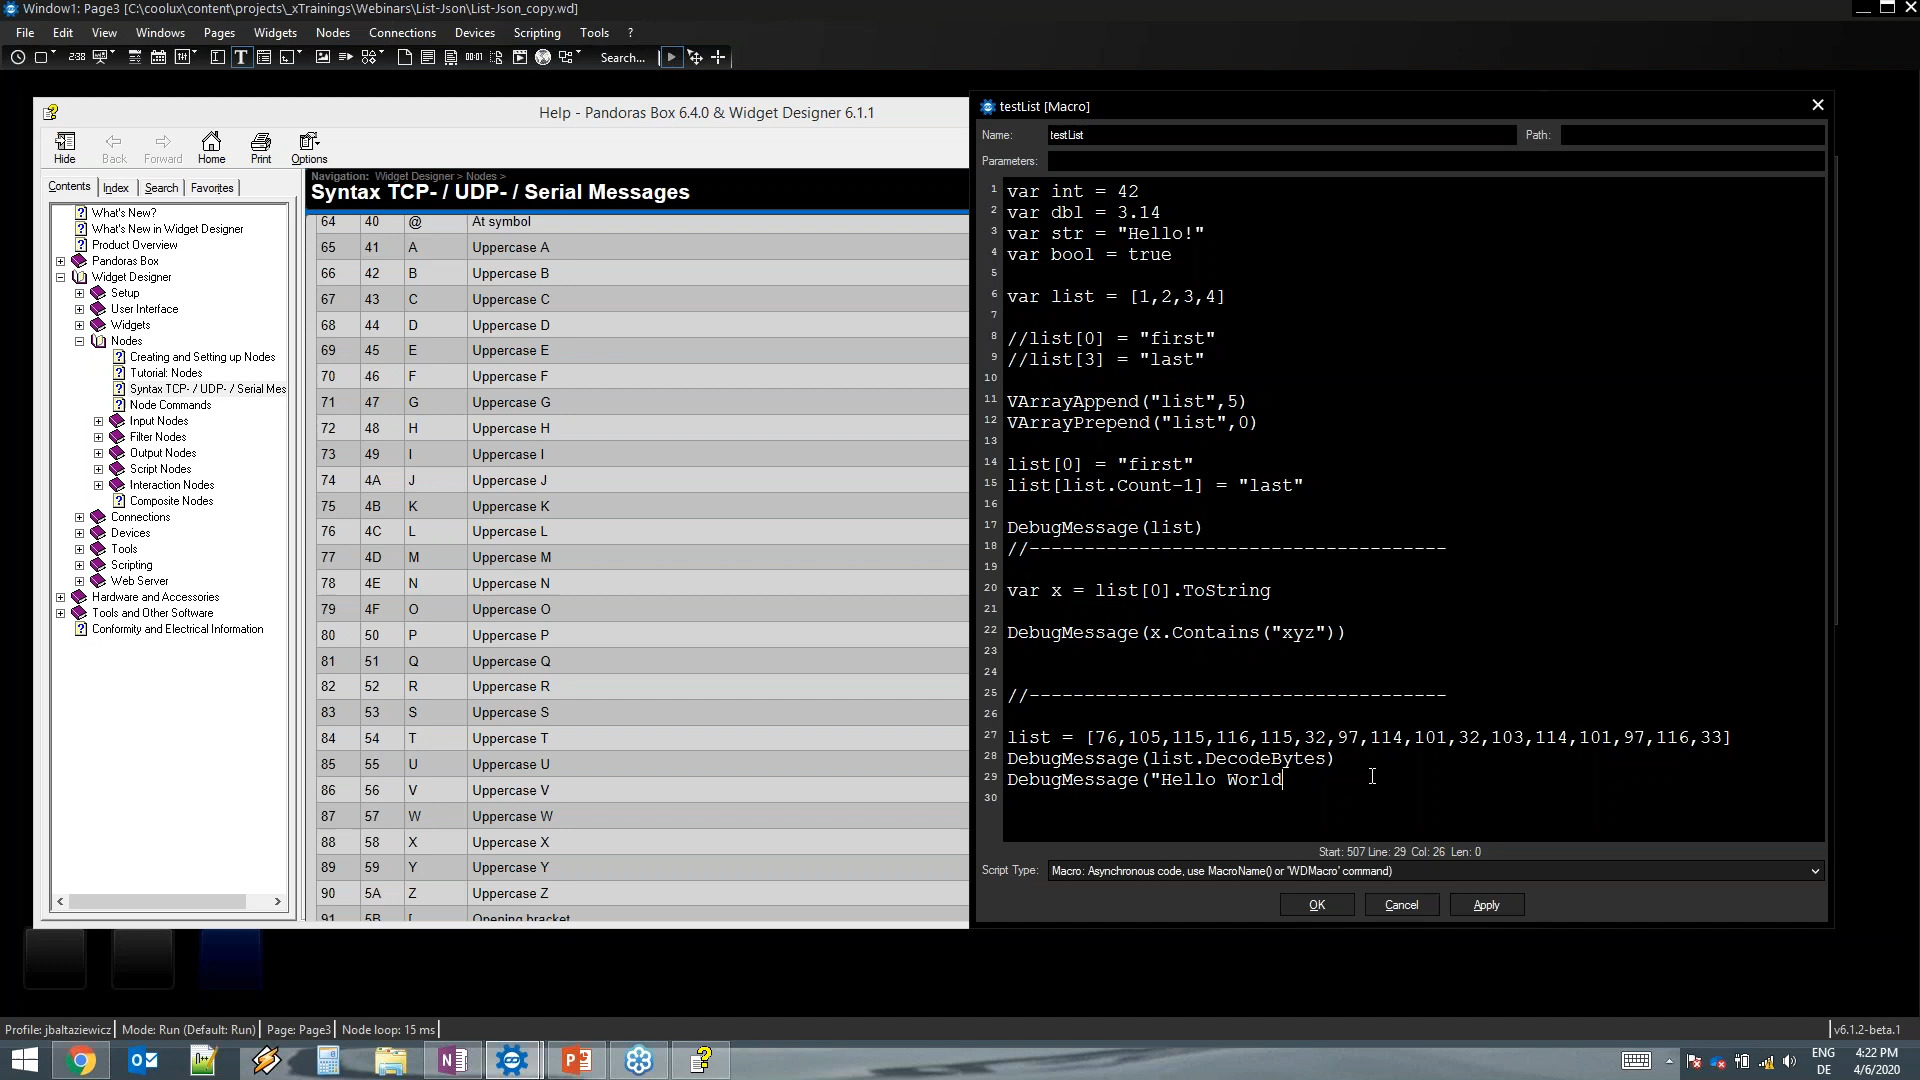 Window1: Page3 [C:\coolux\content\projects\_xTrainings\Webinars\List-Json\List-Json_copy.wd]
File Edit View Windows Pages Widgets Nodes Connections Devices Scripting Tools ?
Search...
Help - Pandoras Box 6.4.0 & Widget Designer 6.1.1
Hide Back Forward Home Print Options
Contents Index Search Favorites
What's New?
What's New in Widget Designer
Product Overview
Pandoras Box
Widget Designer
Setup
User Interface
Widgets
Nodes
Creating and Setting up Nodes
Tutorial: Nodes
Syntax TCP- / UDP- / Serial Mes
Node Commands
Input Nodes
Filter Nodes
Output Nodes
Script Nodes
Interaction Nodes
Composite Nodes
Connections
Devices
Tools
Scripting
Web Server
Hardware and Accessories
Tools and Other Software
Conformity and Electrical Information
Navigation: Widget Designer > Nodes >
Syntax TCP- / UDP- / Serial Messages
64 40 @ At symbol
65 41 A Uppercase A
66 42 B Uppercase B
67 43 C Uppercase C
68 44 D Uppercase D
69 45 E Uppercase E
70 46 F Uppercase F
71 47 G Uppercase G
72 48 H Uppercase H
73 49 I Uppercase I
74 4A J Uppercase J
75 4B K Uppercase K
76 4C L Uppercase L
77 4D M Uppercase M
78 4E N Uppercase N
79 4F O Uppercase O
80 50 P Uppercase P
81 51 Q Uppercase Q
82 52 R Uppercase R
83 53 S Uppercase S
84 54 T Uppercase T
85 55 U Uppercase U
86 56 V Uppercase V
87 57 W Uppercase W
88 58 X Uppercase X
89 59 Y Uppercase Y
90 5A Z Uppercase Z
91 5B [ Opening bracket
testList [Macro]
Name: testList Path:
Parameters:
1 var int = 42
2 var dbl = 3.14
3 var str = "Hello!"
4 var bool = true
5
6 var list = [1,2,3,4]
7
8 //list[0] = "first"
9 //list[3] = "last"
10
11 VArrayAppend("list",5)
12 VArrayPrepend("list",0)
13
14 list[0] = "first"
15 list[list.Count-1] = "last"
16
17 DebugMessage(list)
18 //--------------------------------------
19
20 var x = list[0].ToString
21
22 DebugMessage(x.Contains("xyz"))
23
24
25 //--------------------------------------
26
27 list = [76,105,115,116,115,32,97,114,101,32,103,114,101,97,116,33]
28 DebugMessage(list.DecodeBytes)
29 DebugMessage("Hello World
30
Start: 507 Line: 29 Col: 26 Len: 0
Script Type: Macro: Asynchronous code, use MacroName() or 'WDMacro' command)
OK Cancel Apply
Profile: jbaltaziewicz Mode: Run (Default: Run) Page: Page3 Node loop: 15 ms v6.1.2-beta.1
ENG 4:22 PM
DE 4/6/2020